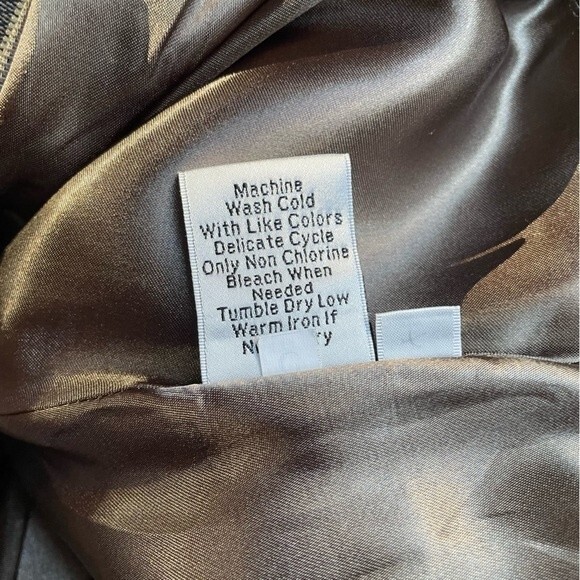 Machine
Wash Cold
With Like Colors
Delicate Cycle
Only Non Chlorine
Bleach When
Needed
Tumble Dry Low
Warm Iron If